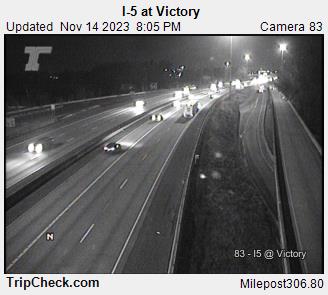 I-5 at Victory
Updated Nov 14 2023 8:05 PM Camera 83
T
N
83 - I5 @ Victory
TripCheck.com Milepost306.80